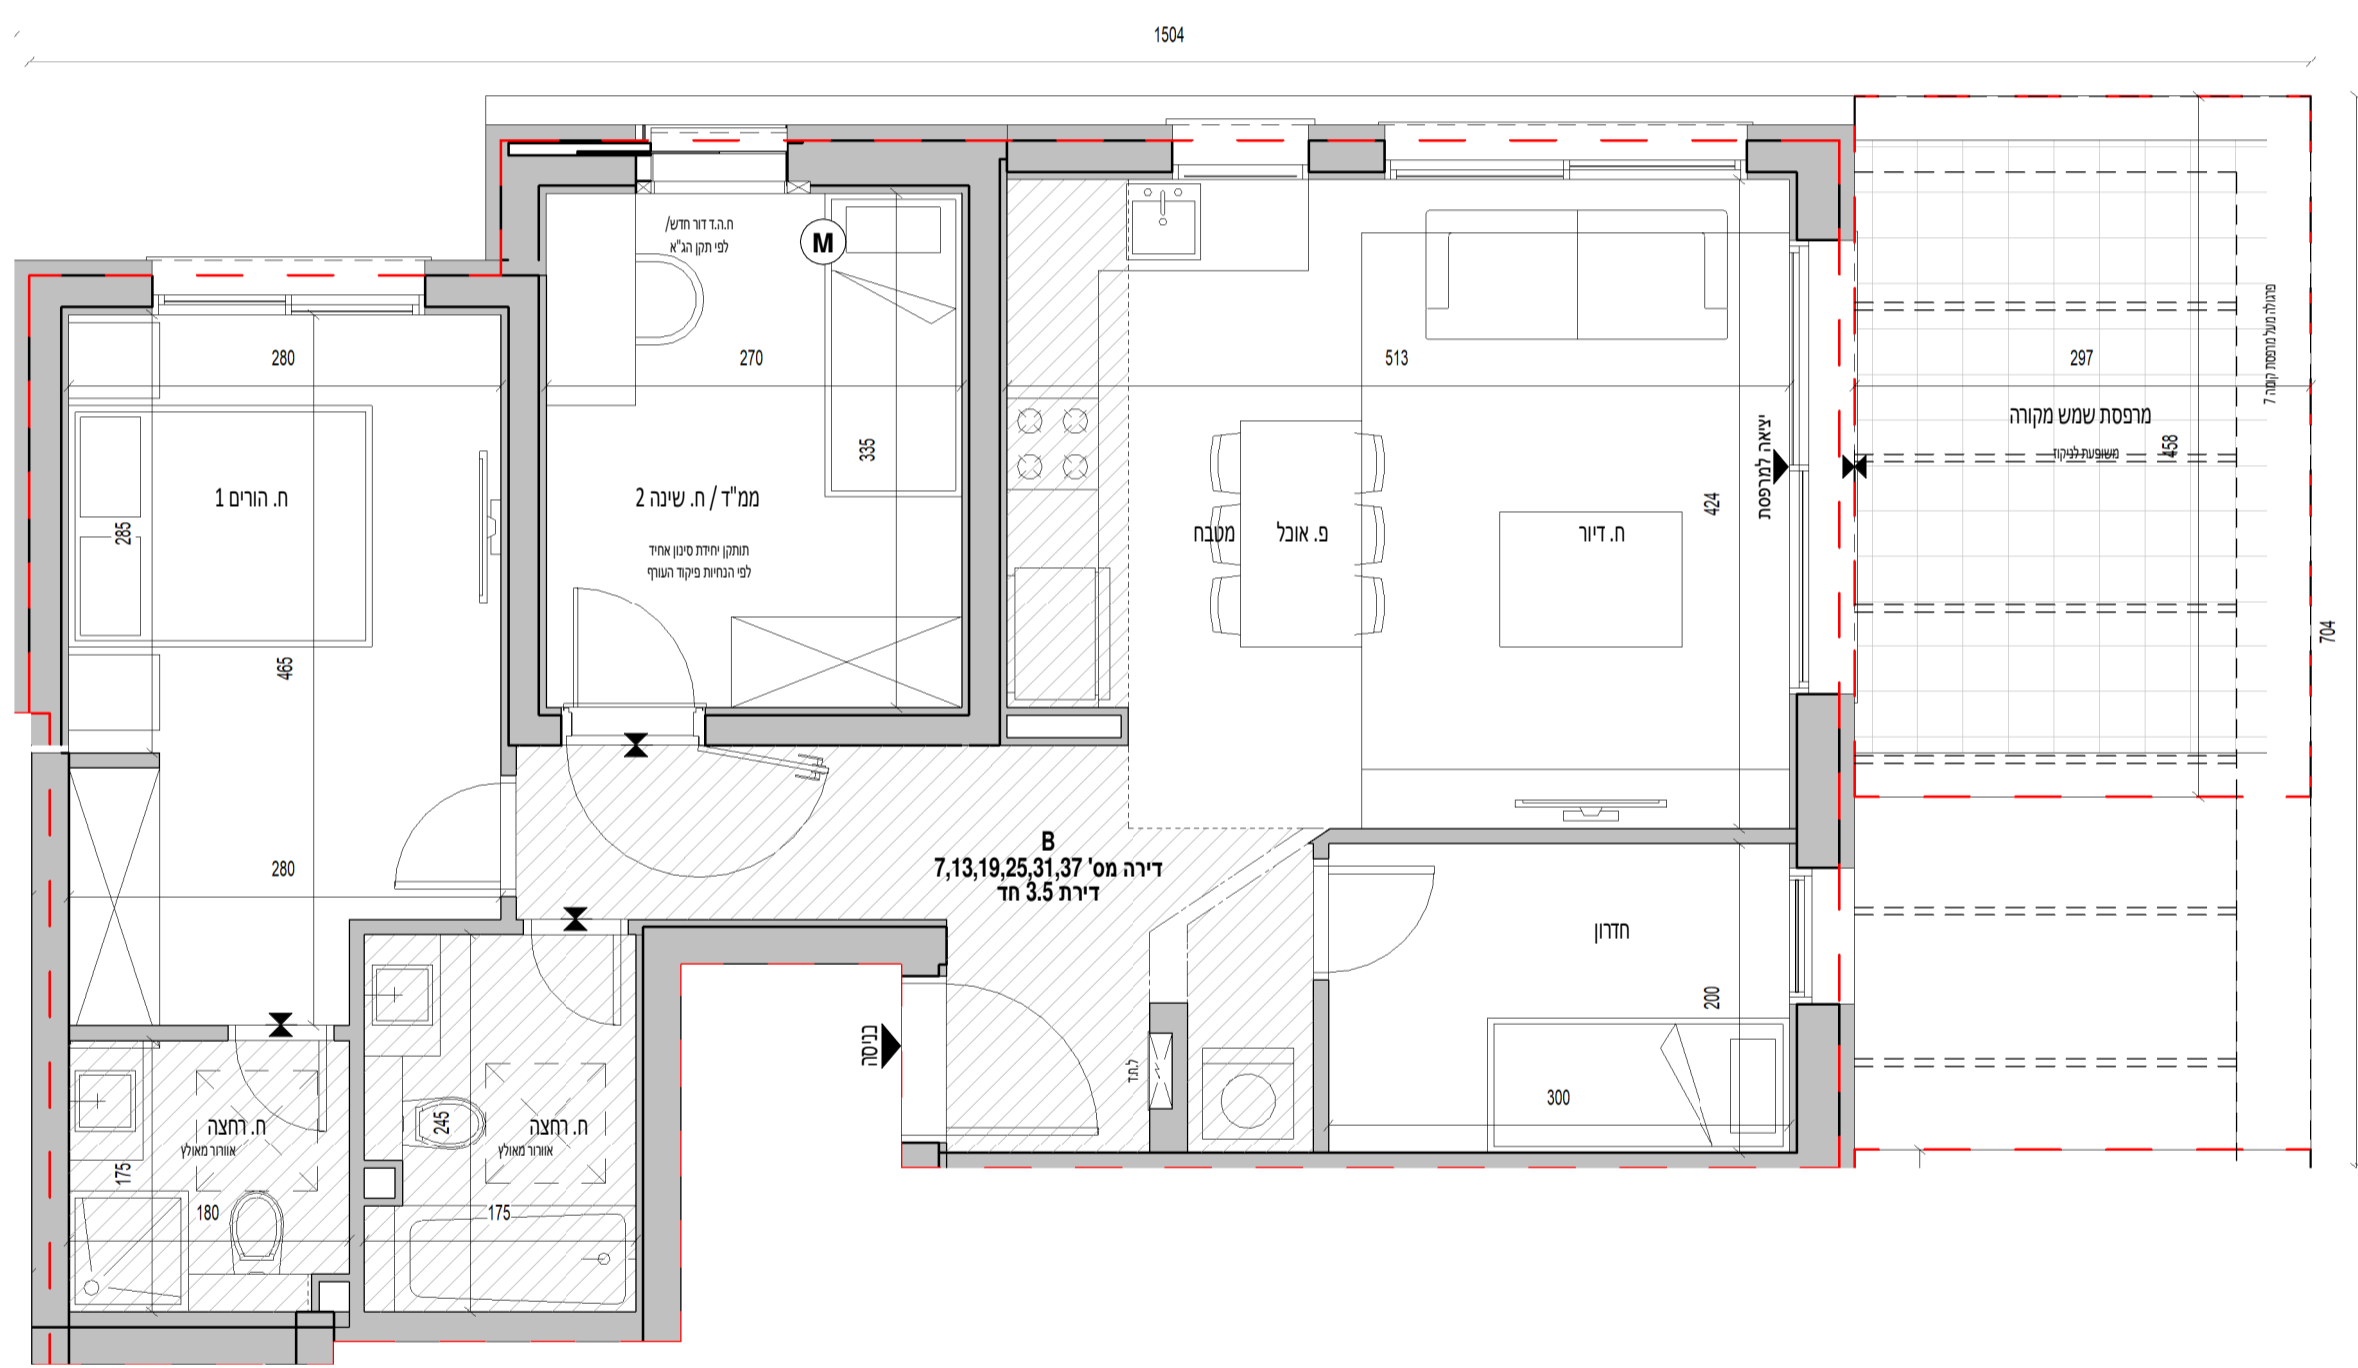 1504
ח.ה.ד דור חדש/
לפי תקן הג"א
M
280
270
513
297
פרגולה מעל מרפסת קומה 7
מרפסת שמש מקורה
משופעת לניקוז
458
335
יציאה למרפסת
424
ח. הורים 1
285
ממ"ד / ח. שינה 2
תותקן יחידת סינון אחיד
לפי הנחיות פיקוד העורף
מטבח
פ. אוכל
ח. דיור
465
704
280
B
דירה מס' 7,13,19,25,31,37
דירת 3.5 חד
חדרון
200
כניסה
ל.ת.ד
300
ח. רחצה
אוורור מאולץ
175
180
245
ח. רחצה
אוורור מאולץ
175